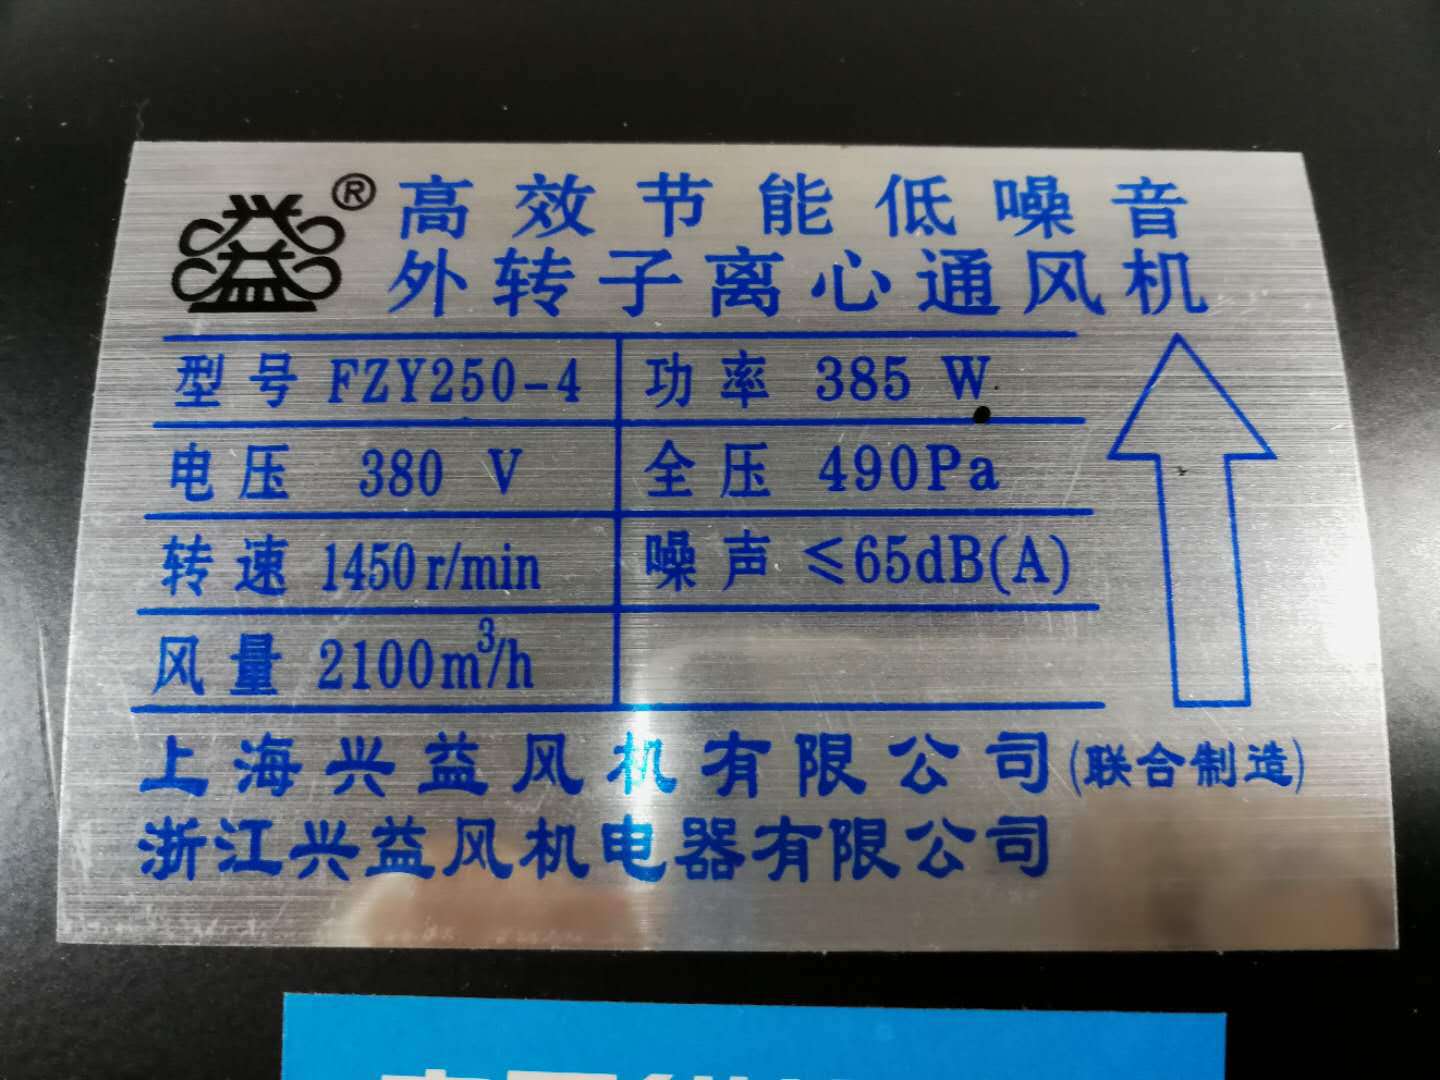 兴益®
高效节能低噪音
外转子离心通风机
型号 FZY250-4 功率 385 W
电压 380 V 全压 490Pa
转速 1450r/min 噪声 ≤65dB(A)
风量 2100m³/h
上海兴益风机有限公司(联合制造)
浙江兴益风机电器有限公司